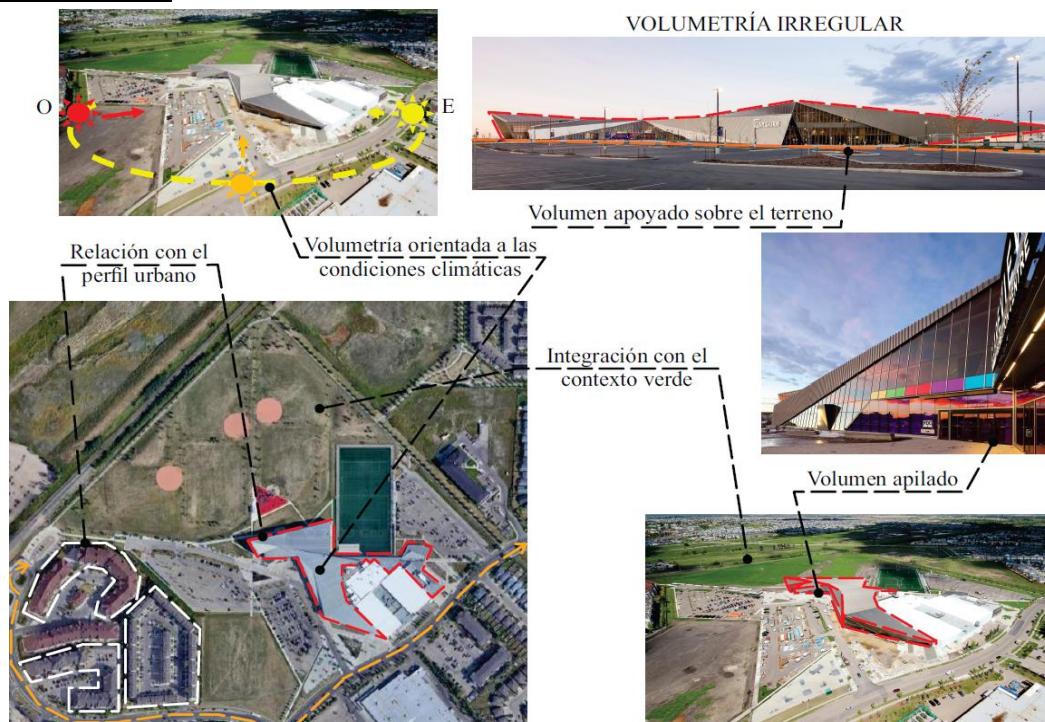 VOLUMETRÍA IRREGULAR
O
E
Volumen apoyado sobre el terreno
Relación con el
perfil urbano
Volumetría orientada a las
condiciones climáticas
Integración con el
contexto verde
Volumen apilado